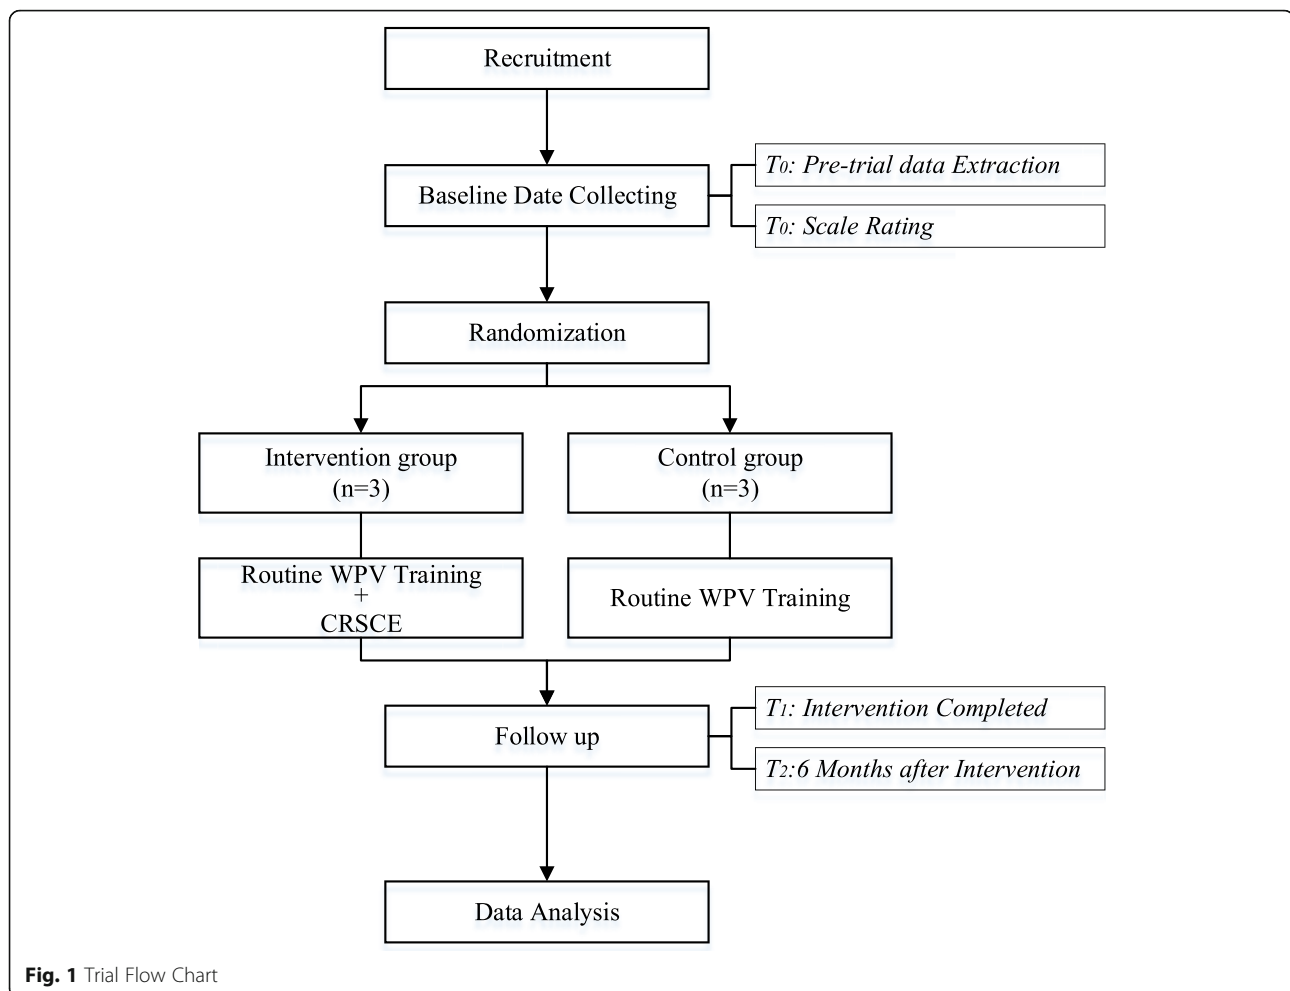 Recruitment
Baseline Date Collecting
T0: Pre-trial data Extraction
T0: Scale Rating
Randomization
Intervention group
(n=3)
Control group
(n=3)
Routine WPV Training
+
CRSCE
Routine WPV Training
Follow up
T1: Intervention Completed
T2:6 Months after Intervention
Data Analysis
Fig. 1 Trial Flow Chart